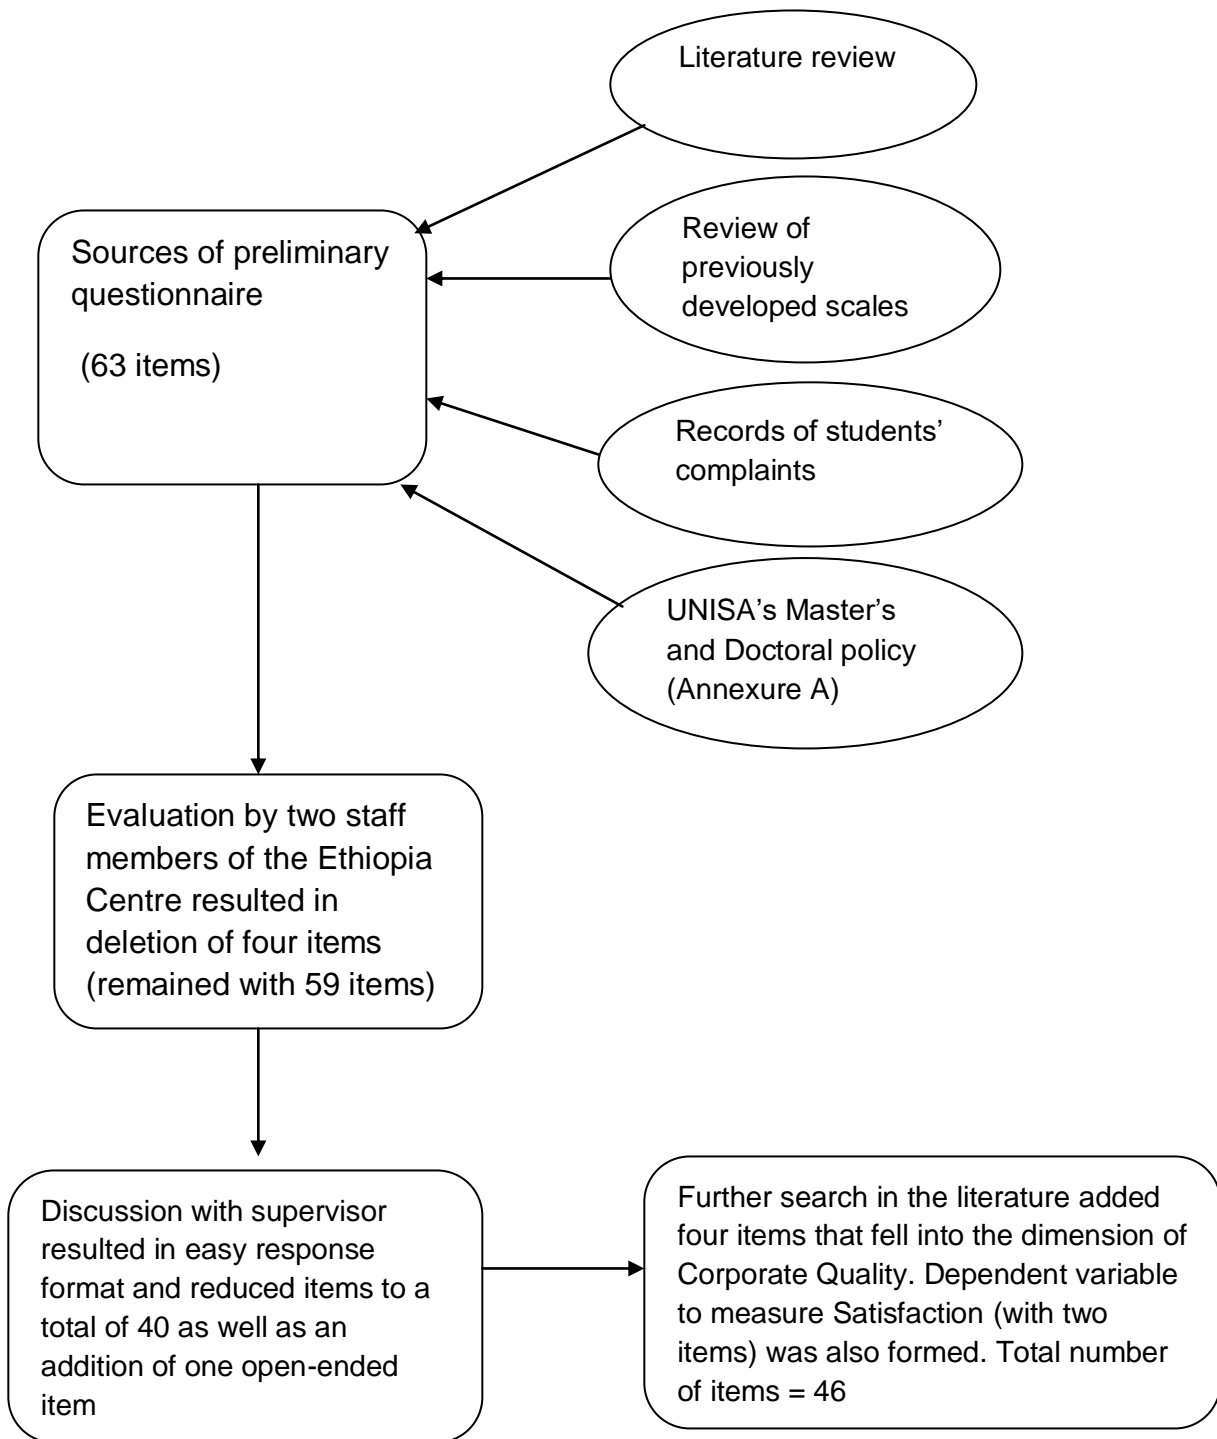 Literature review
Review of
previously
developed scales
Sources of preliminary
questionnaire
(63 items)
Records of students’
complaints
UNISA’s Master’s
and Doctoral policy
(Annexure A)
Evaluation by two staff
members of the Ethiopia
Centre resulted in
deletion of four items
(remained with 59 items)
Discussion with supervisor
resulted in easy response
format and reduced items to a
total of 40 as well as an
addition of one open-ended
item
Further search in the literature added
four items that fell into the dimension of
Corporate Quality. Dependent variable
to measure Satisfaction (with two
items) was also formed. Total number
of items = 46